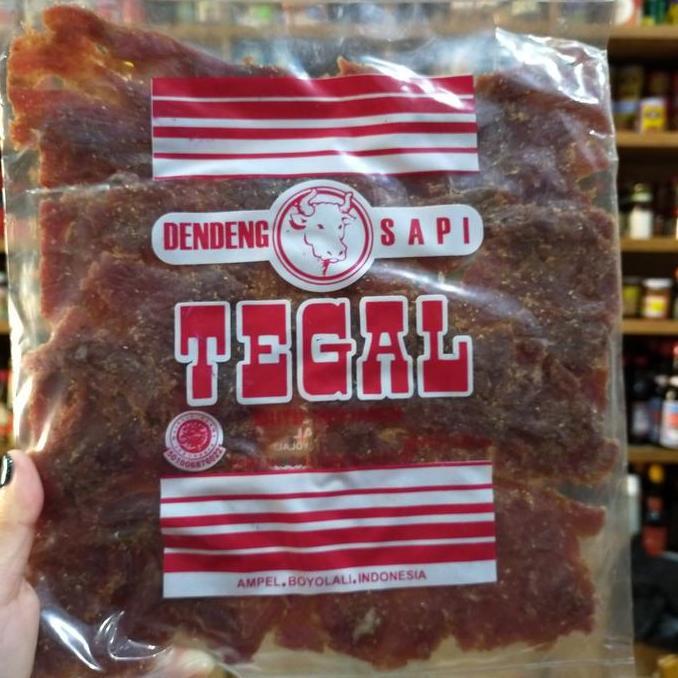 DENDENG SAPI
TEGAL
AMPEL, BOYOLALI, INDONESIA